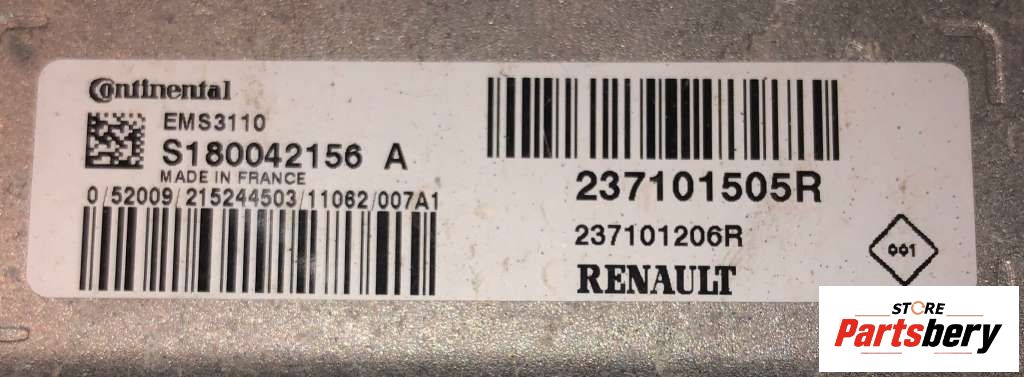 Continental
EMS3110
S180042156 A
MADE IN FRANCE
0/52009/215244503/11062/007A1
237101505R
237101206R
RENAULT
001
STORE
Partsbery